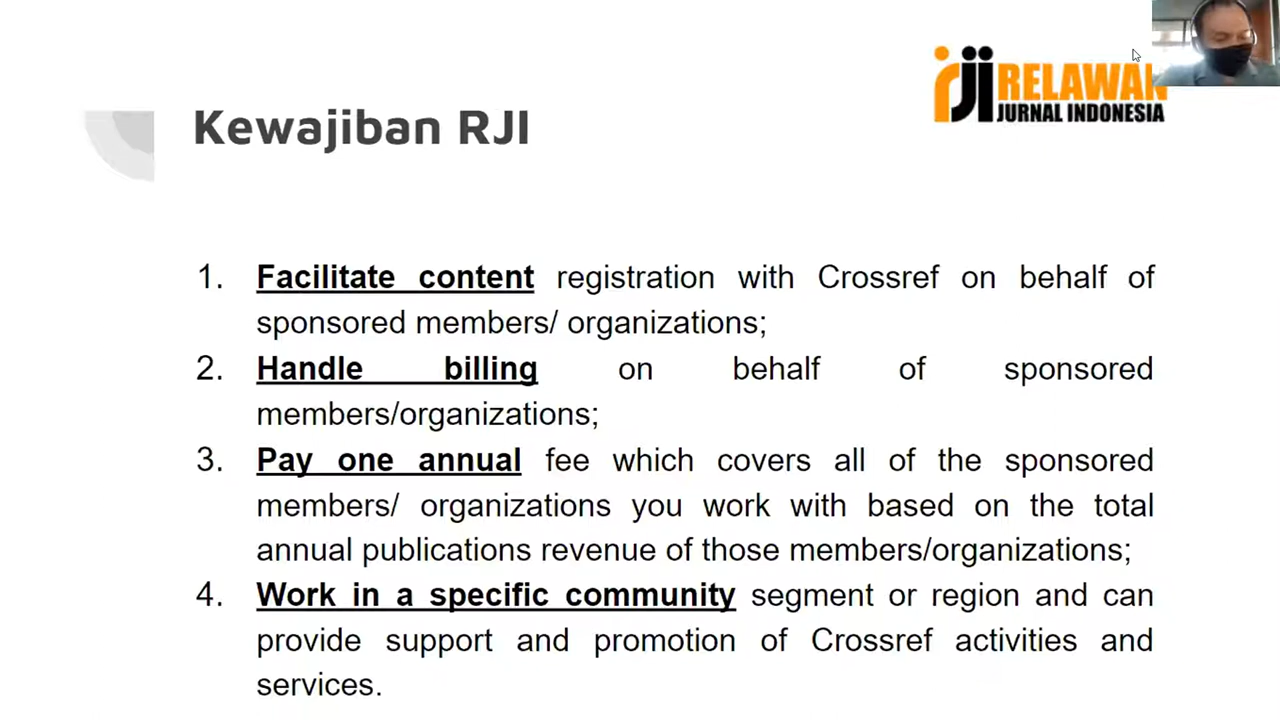 Kewajiban RJI
rji RELAWAN
JURNAL INDONESIA
1. Facilitate content registration with Crossref on behalf of
sponsored members/ organizations;
2. Handle billing on behalf of sponsored
members/organizations;
3. Pay one annual fee which covers all of the sponsored
members/ organizations you work with based on the total
annual publications revenue of those members/organizations;
4. Work in a specific community segment or region and can
provide support and promotion of Crossref activities and
services.